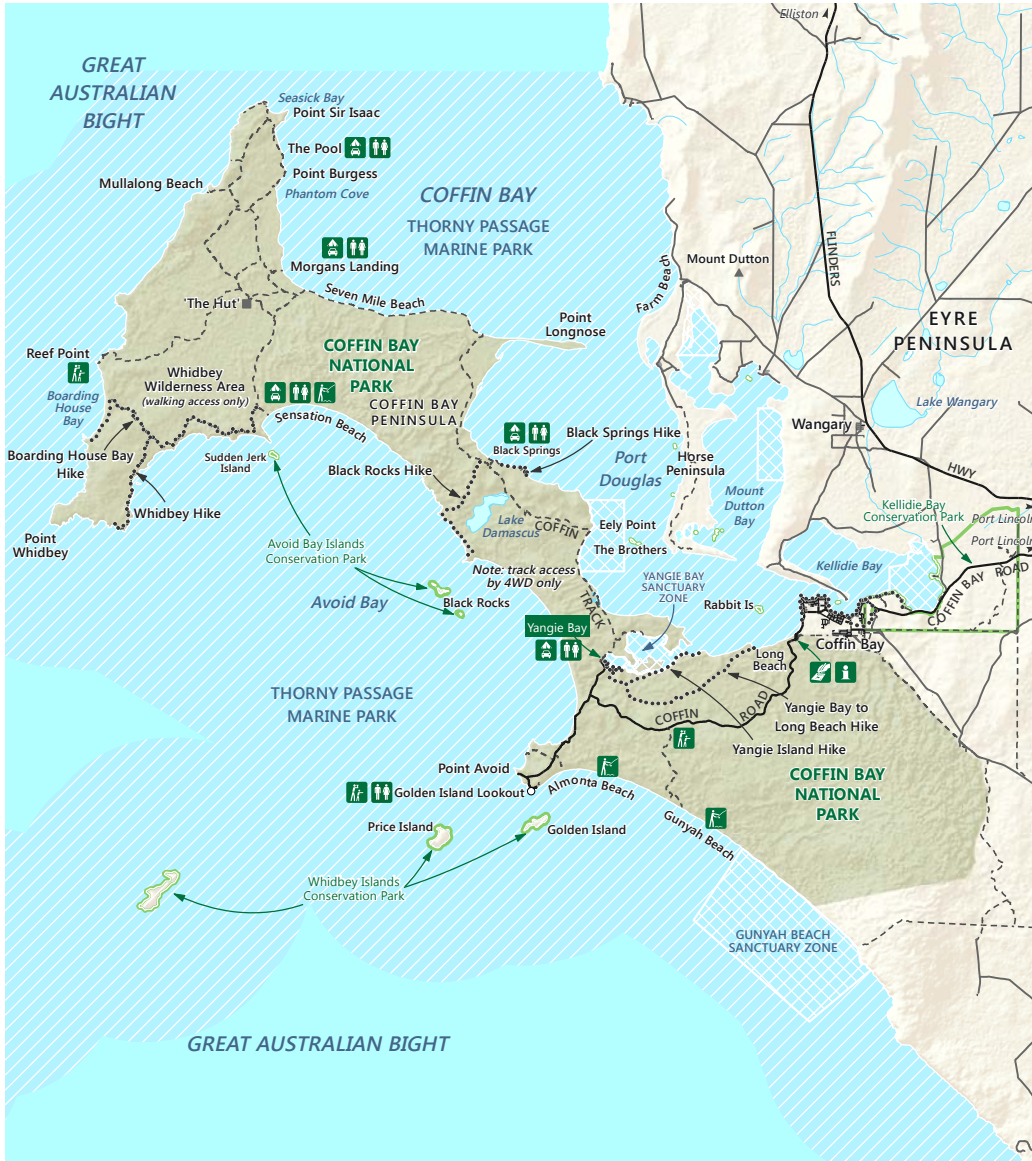 Elliston
GREAT
AUSTRALIAN
BIGHT
Seasick Bay
Point Sir Isaac
The Pool
Point Burgess
Mullalong Beach
Phantom Cove
COFFIN BAY
THORNY PASSAGE
MARINE PARK
FLINDERS
Morgans Landing
Mount Dutton
Seven Mile Beach
Farm Beach
'The Hut'
Point
Longnose
EYRE
PENINSULA
COFFIN BAY
NATIONAL
PARK
Reef Point
Whidbey
Wilderness Area
(walking access only)
Boarding
House
Bay
COFFIN BAY
PENINSULA
Lake Wangary
Sensation Beach
Wangary
Black Springs Hike
Black Springs
Sudden Jerk
Island
Boarding House Bay
Hike
Port
Douglas
Horse
Peninsula
Black Rocks Hike
HWY
Mount
Dutton
Bay
Whidbey Hike
Kellidie Bay
Conservation Park
Port Lincoln
Port Lincoln
Lake
Damascus
COFFIN
Eely Point
The Brothers
Point
Whidbey
Avoid Bay Islands
Conservation Park
Kellidie Bay
Note: track access
by 4WD only
YANGIE BAY
SANCTUARY
ZONE
COFFIN BAY ROAD
Avoid Bay
Black Rocks
TRACK
Rabbit Is
Yangie Bay
Coffin Bay
Long
Beach
THORNY PASSAGE
MARINE PARK
COFFIN
ROAD
Yangie Bay to
Long Beach Hike
Yangie Island Hike
Point Avoid
COFFIN BAY
NATIONAL
PARK
Golden Island Lookout
Almonta Beach
Gunyah Beach
Price Island
Golden Island
Whidbey Islands
Conservation Park
GUNYAH BEACH
SANCTUARY ZONE
GREAT AUSTRALIAN BIGHT